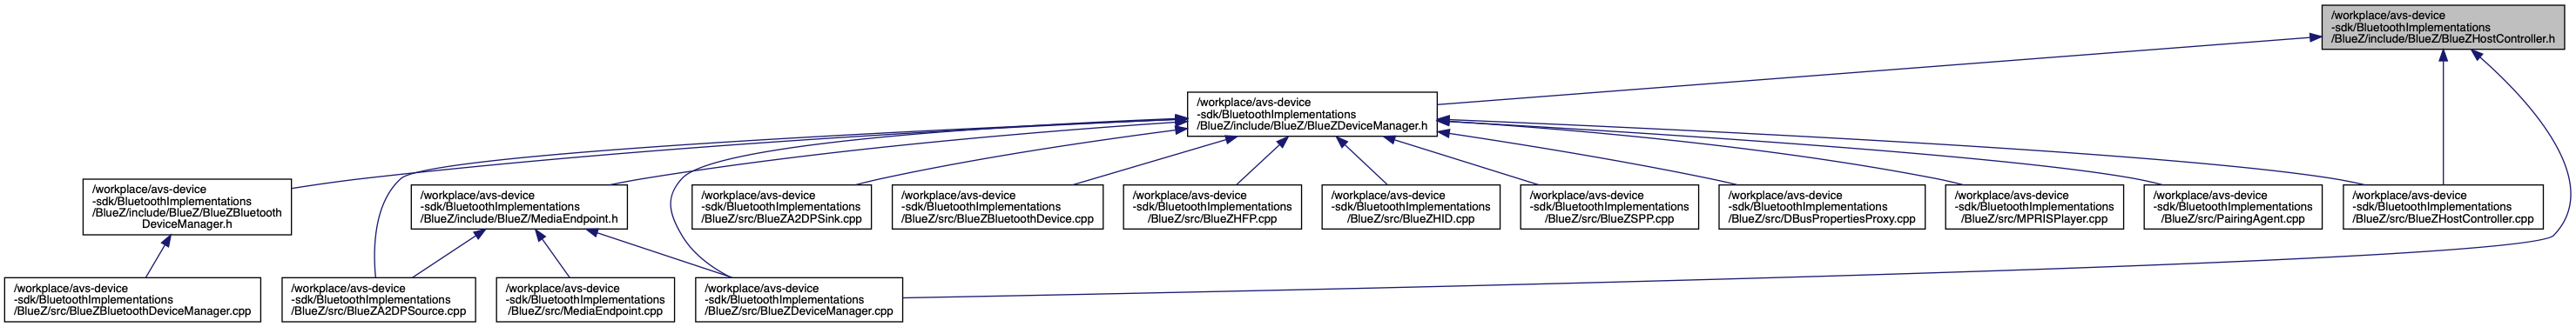 /workplace/avs-device
-sdk/BluetoothImplementations
/BlueZ/include/BlueZ/BlueZHostController.h
/workplace/avs-device
-sdk/BluetoothImplementations
/BlueZ/include/BlueZ/BlueZDeviceManager.h
/workplace/avs-device
-sdk/BluetoothImplementations
/BlueZ/include/BlueZ/BlueZBluetooth
DeviceManager.h
/workplace/avs-device
-sdk/BluetoothImplementations
/BlueZ/include/BlueZ/MediaEndpoint.h
/workplace/avs-device
-sdk/BluetoothImplementations
/BlueZ/src/BlueZA2DPSink.cpp
/workplace/avs-device
-sdk/BluetoothImplementations
/BlueZ/src/BlueZBluetoothDevice.cpp
/workplace/avs-device
-sdk/BluetoothImplementations
/BlueZ/src/BlueZHFP.cpp
/workplace/avs-device
-sdk/BluetoothImplementations
/BlueZ/src/BlueZHID.cpp
/workplace/avs-device
-sdk/BluetoothImplementations
/BlueZ/src/BlueZSPP.cpp
/workplace/avs-device
-sdk/BluetoothImplementations
/BlueZ/src/DBusPropertiesProxy.cpp
/workplace/avs-device
-sdk/BluetoothImplementations
/BlueZ/src/MPRISPlayer.cpp
/workplace/avs-device
-sdk/BluetoothImplementations
/BlueZ/src/PairingAgent.cpp
/workplace/avs-device
-sdk/BluetoothImplementations
/BlueZ/src/BlueZHostController.cpp
/workplace/avs-device
-sdk/BluetoothImplementations
/BlueZ/src/BlueZBluetoothDeviceManager.cpp
/workplace/avs-device
-sdk/BluetoothImplementations
/BlueZ/src/BlueZA2DPSource.cpp
/workplace/avs-device
-sdk/BluetoothImplementations
/BlueZ/src/MediaEndpoint.cpp
/workplace/avs-device
-sdk/BluetoothImplementations
/BlueZ/src/BlueZDeviceManager.cpp